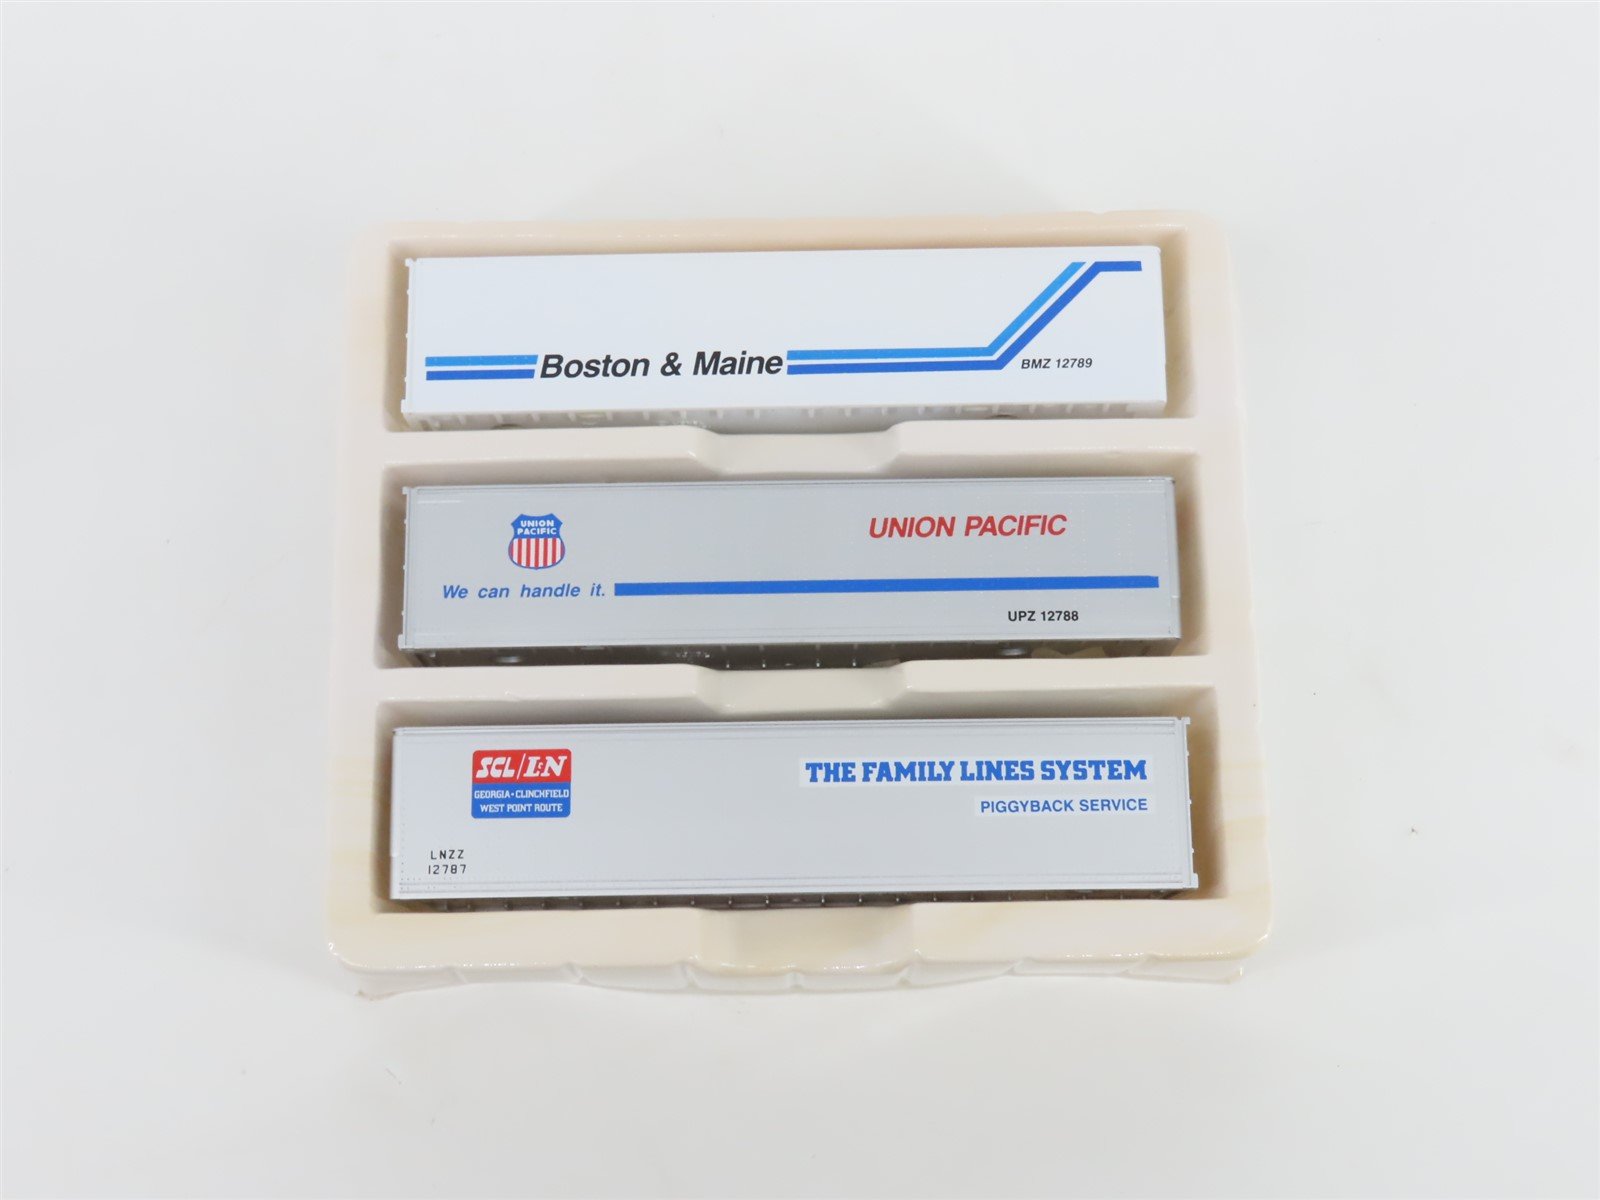 Boston & Maine
BMZ 12789
UNION
PACIFIC
UNION PACIFIC
We can handle it.
UPZ 12788
SCL/L&N
GEORGIA • CLINCHFIELD
WEST POINT ROUTE
THE FAMILY LINES SYSTEM
PIGGYBACK SERVICE
LNZZ
12787